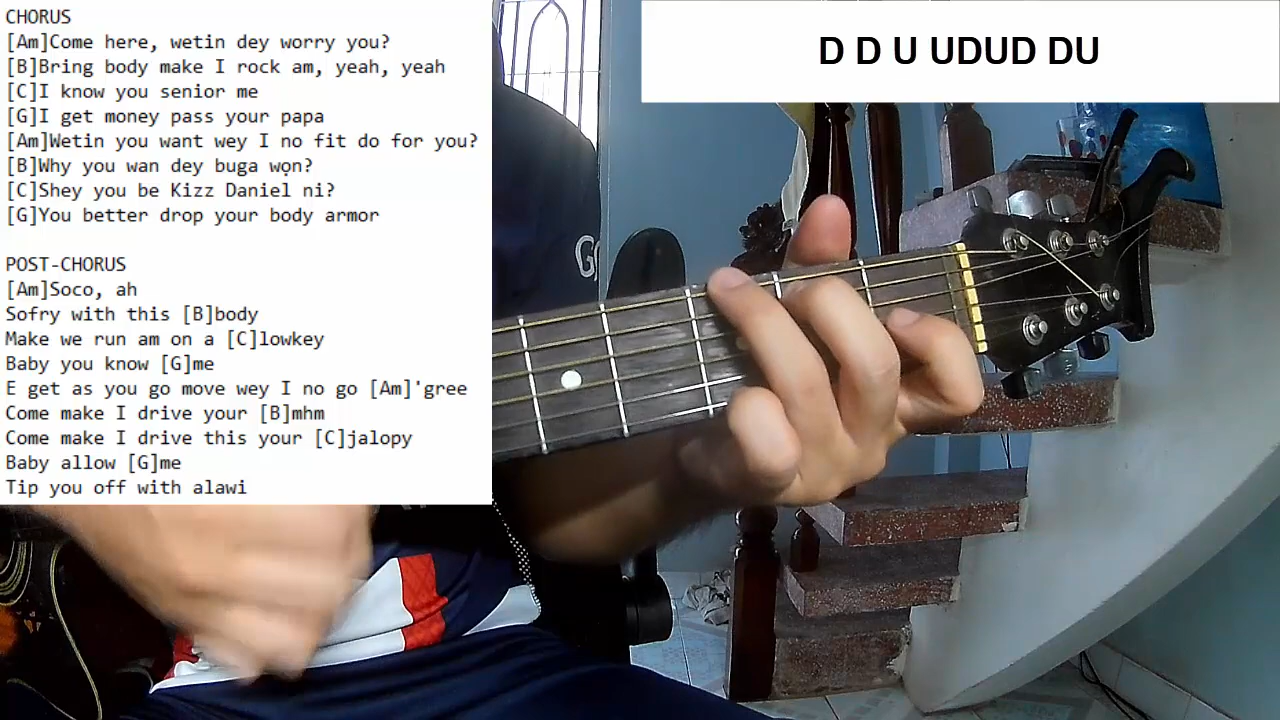 CHORUS
[Am]Come here, wetin dey worry you?
[B]Bring body make I rock am, yeah, yeah
[C]I know you senior me
[G]I get money pass your papa
[Am]Wetin you want wey I no fit do for you?
[B]Why you wan dey buga wọn?
[C]Shey you be Kizz Daniel ni?
[G]You better drop your body armor

POST-CHORUS
[Am]Soco, ah
Sofry with this [B]body
Make we run am on a [C]lowkey
Baby you know [G]me
E get as you go move wey I no go [Am]'gree
Come make I drive your [B]mhm
Come make I drive this your [C]jalopy
Baby allow [G]me
Tip you off with alawi
D D U UDUD DU